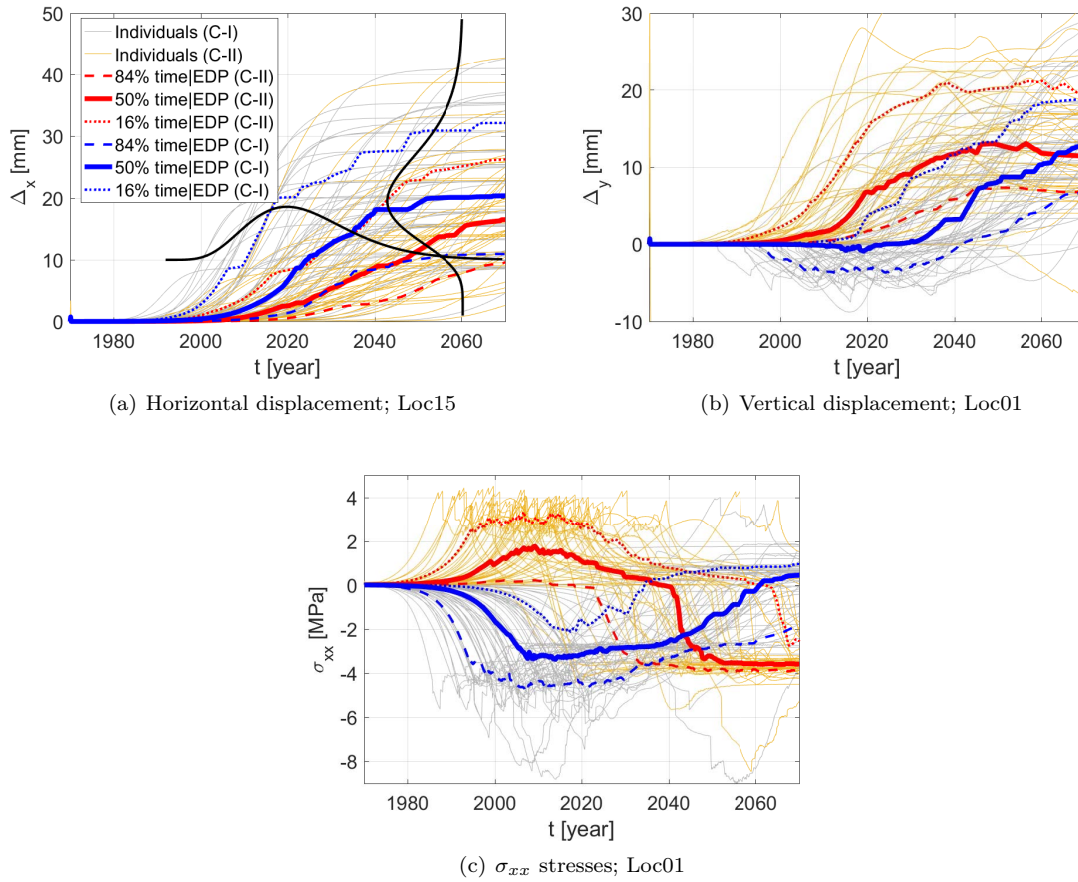 50
40
30
20
10
0
Δx [mm]
Individuals (C-I)
Individuals (C-II)
84% time|EDP (C-II)
50% time|EDP (C-II)
16% time|EDP (C-II)
84% time|EDP (C-I)
50% time|EDP (C-I)
16% time|EDP (C-I)
1980 2000 2020 2040 2060
t [year]
(a) Horizontal displacement; Loc15
30
20
10
0
-10
Δy [mm]
1980 2000 2020 2040 2060
t [year]
(b) Vertical displacement; Loc01
4
2
0
-2
-4
-6
-8
σxx [MPa]
1980 2000 2020 2040 2060
t [year]
(c) σxx stresses; Loc01